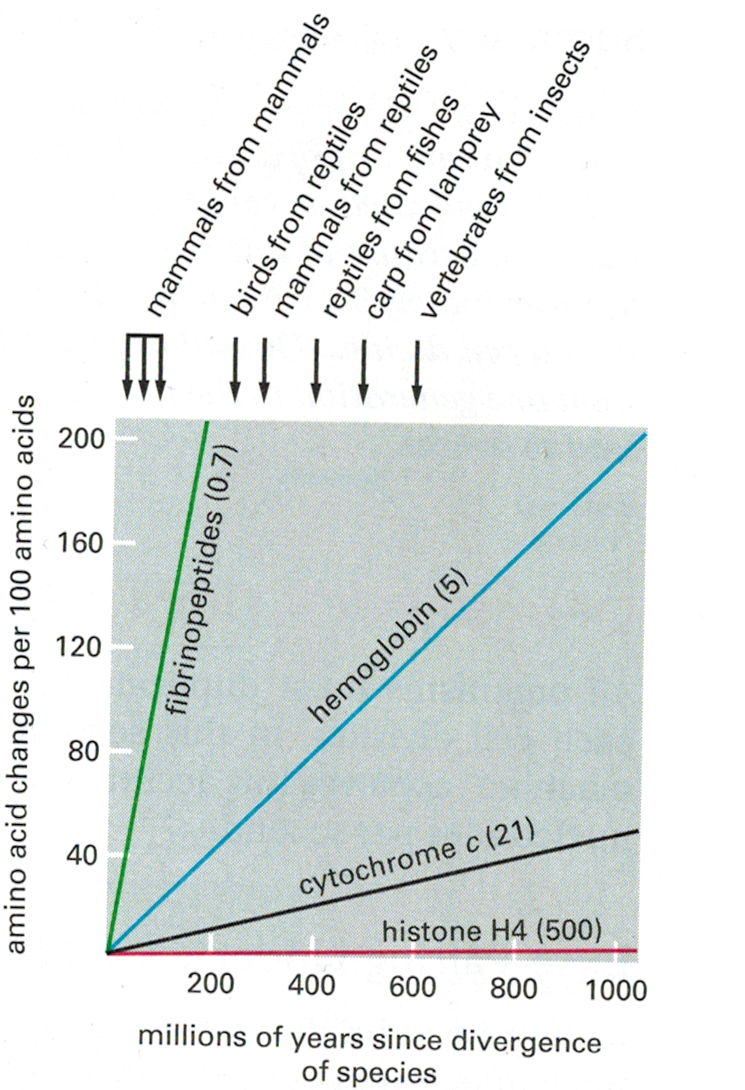 mammals from mammals
birds from reptiles
mammals from reptiles
reptiles from fishes
carp from lamprey
vertebrates from insects
amino acid changes per 100 amino acids
200
160
120
80
40
fibrinopeptides (0.7)
hemoglobin (5)
cytochrome c (21)
histone H4 (500)
200 400 600 800 1000
millions of years since divergence
of species